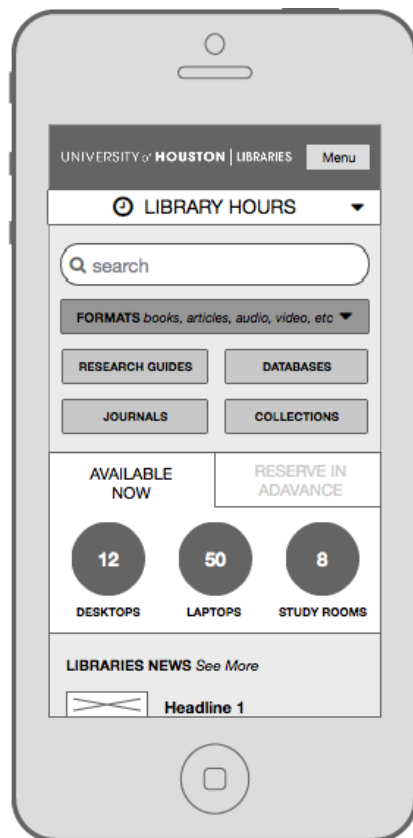 UNIVERSITY of HOUSTON | LIBRARIES Menu
LIBRARY HOURS
search
FORMATS books, articles, audio, video, etc
RESEARCH GUIDES DATABASES
JOURNALS COLLECTIONS
AVAILABLE NOW
RESERVE IN ADAVANCE
12 50 8
DESKTOPS LAPTOPS STUDY ROOMS
LIBRARIES NEWS See More
Headline 1